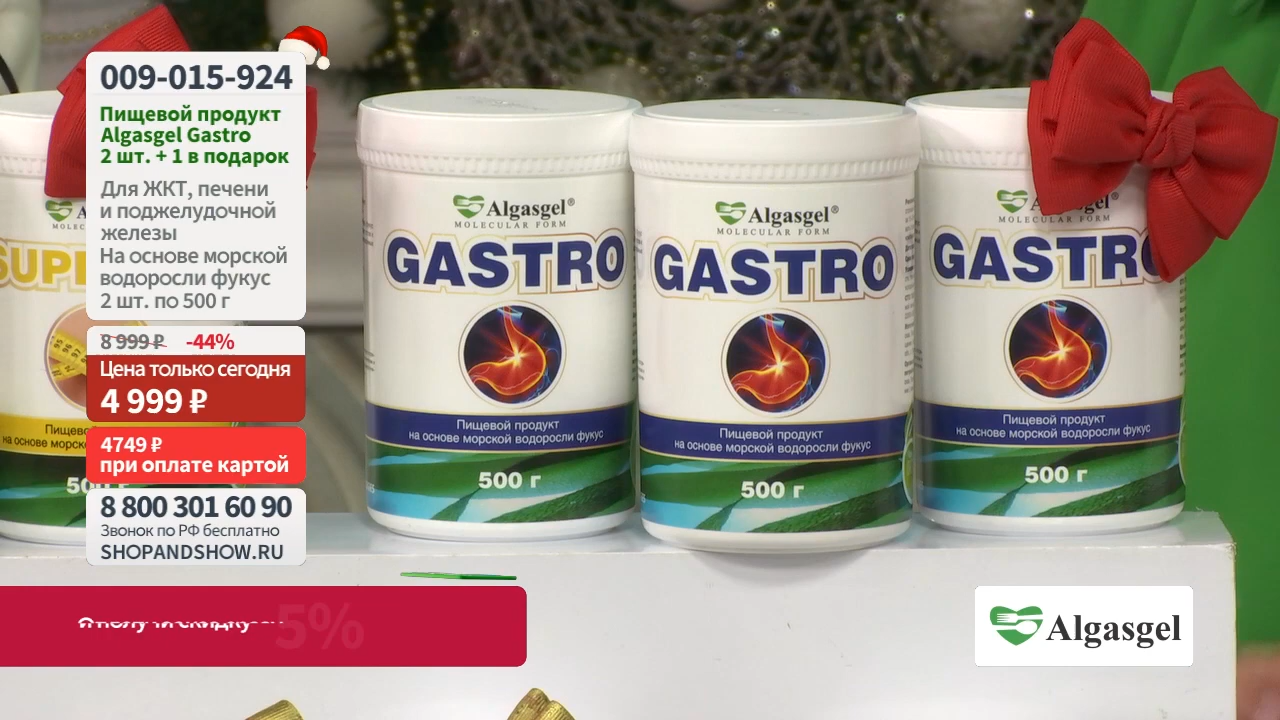 009-015-924
Пищевой продукт
Algasgel Gastro
2 шт. + 1 в подарок
Для ЖКТ, печени
и поджелудочной
железы
На основе морской
водоросли фукус
2 шт. по 500 г
8 999 ₽ -44%
Цена только сегодня
4 999 ₽
4749 ₽
при оплате картой
8 800 301 60 90
Звонок по РФ бесплатно
SHOPANDSHOW.RU
5%
Algasgel®
MOLECULAR FORM
GASTRO
Пищевой продукт
на основе морской водоросли фукус
500 г
Algasgel®
MOLECULAR FORM
GASTRO
Пищевой продукт
на основе морской водоросли фукус
500 г
Algasgel®
MOLECULAR FORM
GASTRO
Пищевой продукт
на основе морской водоросли фукус
500 г
Algasgel